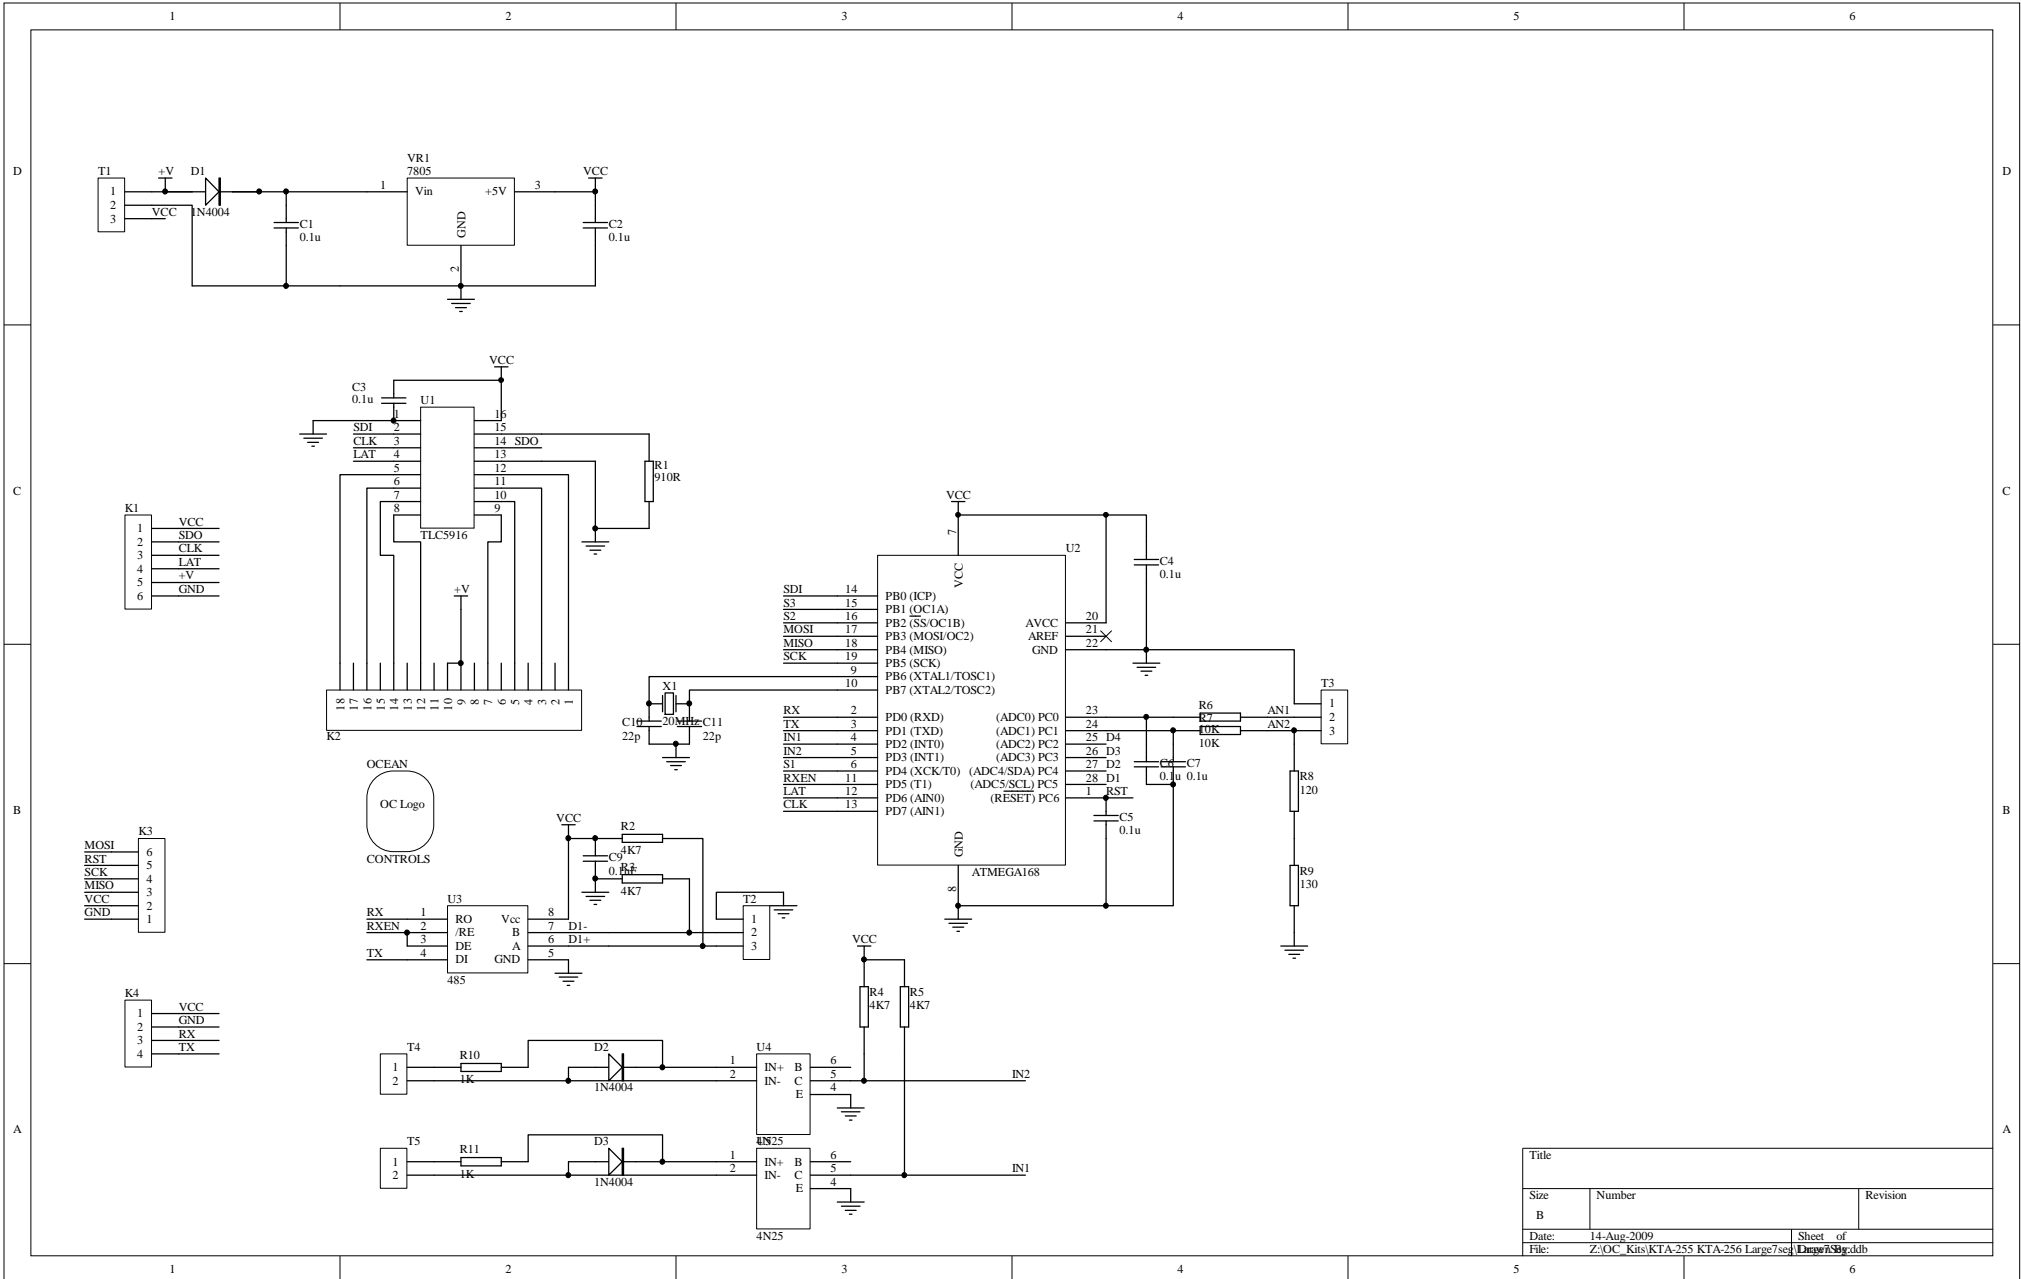 1 2 3 4 5 6
D D
T1
1
2
3
+V
VCC
D1
1N4004
C1
0.1u
VR1
7805
1 Vin +5V 3
GND
2
VCC
C2
0.1u
C C
VCC
C3
0.1u
U1
1 16
SDI 2 15
CLK 3 14 SDO
LAT 4 13
5 12
6 11
7 10
8 9
TLC5916
R1
910R
K1
1 VCC
2 SDO
3 CLK
4 LAT
5 +V
6 GND
+V
18 17 16 15 14 13 12 11 10 9 8 7 6 5 4 3 2 1
K2
VCC
7
U2
VCC
C4
0.1u
SDI 14 PB0 (ICP)
S3 15 PB1 (OC1A)
S2 16 PB2 (SS/OC1B) AVCC 20
MOSI 17 PB3 (MOSI/OC2) AREF 21
MISO 18 PB4 (MISO) GND 22
SCK 19 PB5 (SCK)
9 PB6 (XTAL1/TOSC1)
10 PB7 (XTAL2/TOSC2)
RX 2 PD0 (RXD) (ADC0) PC0 23
TX 3 PD1 (TXD) (ADC1) PC1 24
IN1 4 PD2 (INT0) (ADC2) PC2 25 D4
IN2 5 PD3 (INT1) (ADC3) PC3 26 D3
S1 6 PD4 (XCK/T0) (ADC4/SDA) PC4 27 D2
RXEN 11 PD5 (T1) (ADC5/SCL) PC5 28 D1
LAT 12 PD6 (AIN0) (RESET) PC6 1 RST
CLK 13 PD7 (AIN1)
GND
8
ATMEGA168
X1
20MHz
C10
22p
C11
22p
R6
10K
R7
10K
AN1
AN2
T3
1
2
3
C6
0.1u
C7
0.1u
C5
0.1u
R8
120
R9
130
B B
OCEAN
OC Logo
CONTROLS
K3
MOSI 6
RST 5
SCK 4
MISO 3
VCC 2
GND 1
VCC
R2
4K7
C9
R3
4K7
U3
RX 1 RO Vcc 8
RXEN 2 /RE B 7 D1-
3 DE A 6 D1+
TX 4 DI GND 5
485
T2
1
2
3
A A
K4
1 VCC
2 GND
3 RX
4 TX
VCC
R4
4K7
R5
4K7
T4
1
2
R10
1K
D2
1N4004
U4
1 IN+ B 6
2 IN- C 5
E 4
4N25
IN2
T5
1
2
R11
1K
D3
1N4004
1 IN+ B 6
2 IN- C 5
E 4
4N25
IN1
Title
Size Number Revision
B
Date: 14-Aug-2009 Sheet of
File: Z:\OC_Kits\KTA-255 KTA-256 Large7seg\
1 2 3 4 5 6